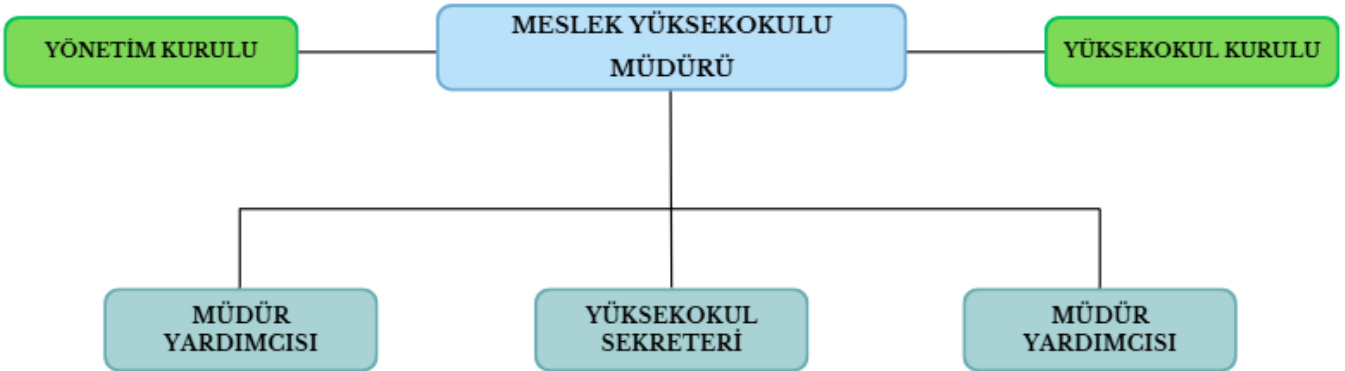 YÖNETİM KURULU
MESLEK YÜKSEKOKULU
MÜDÜRÜ
YÜKSEKOKUL KURULU
MÜDÜR
YARDIMCISI
YÜKSEKOKUL
SEKRETERİ
MÜDÜR
YARDIMCISI